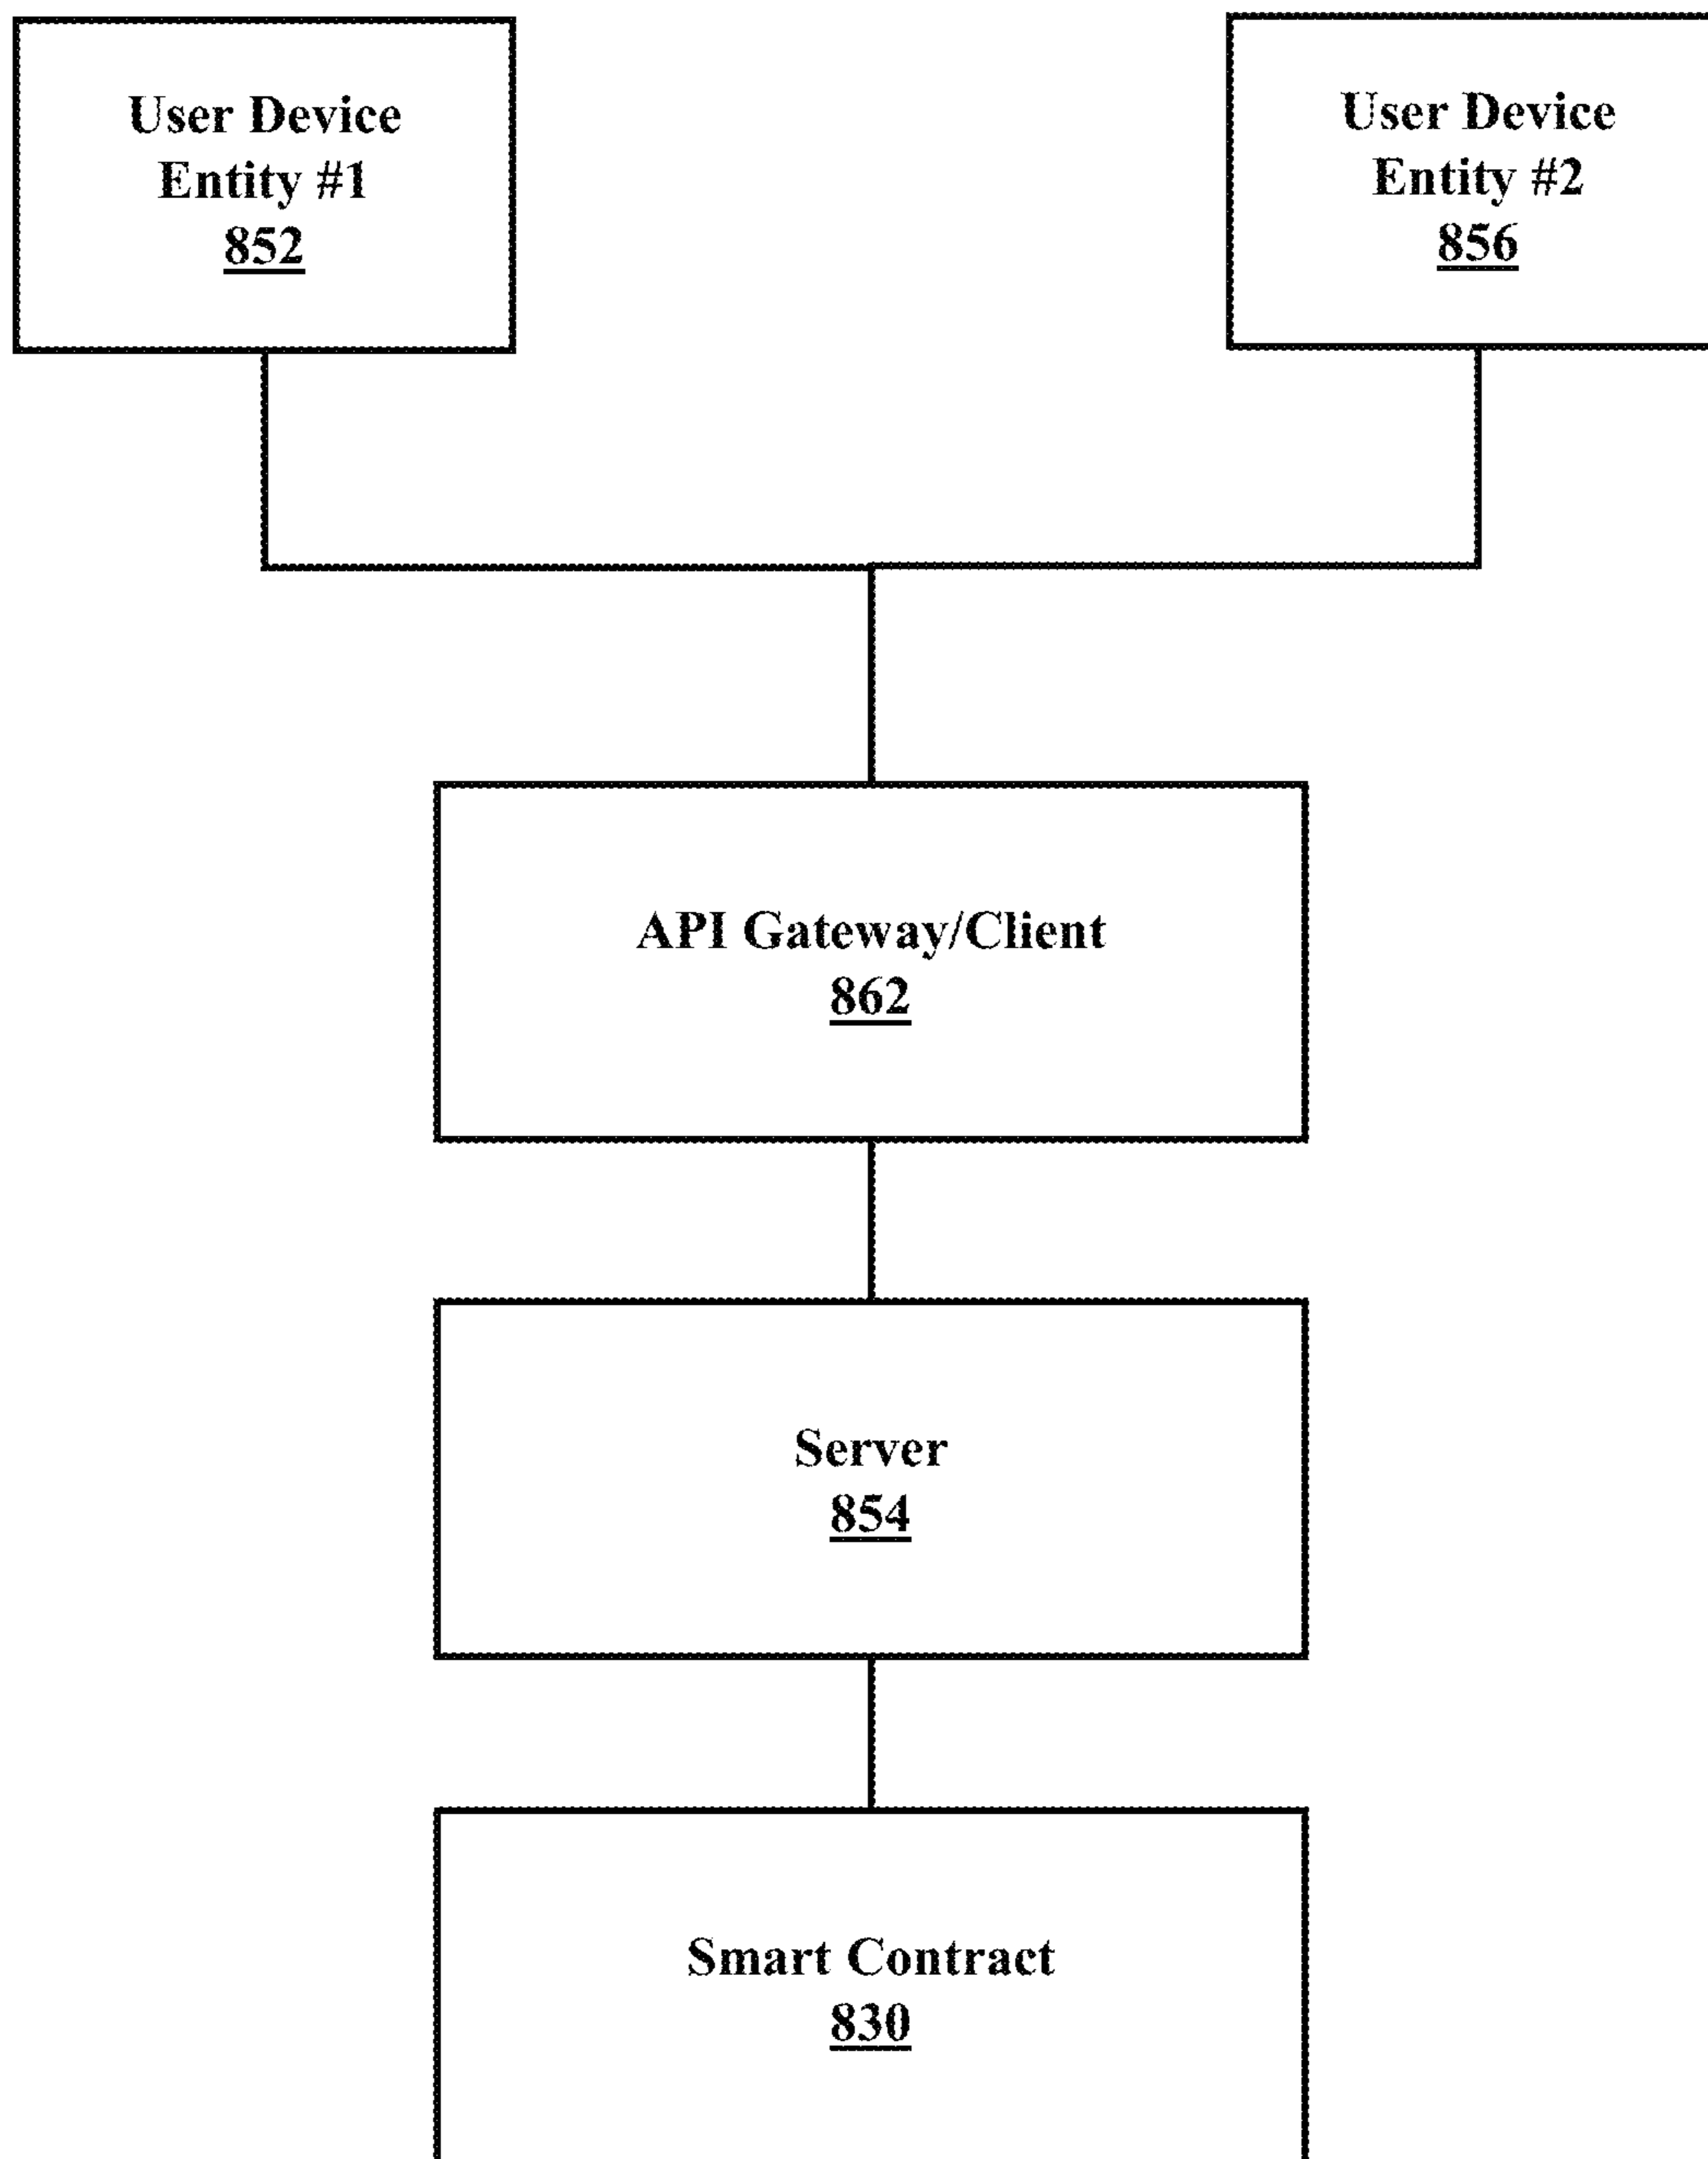 User Device
Entity #1
852
User Device
Entity #2
856
API Gateway/Client
862
Server
854
Smart Contract
830